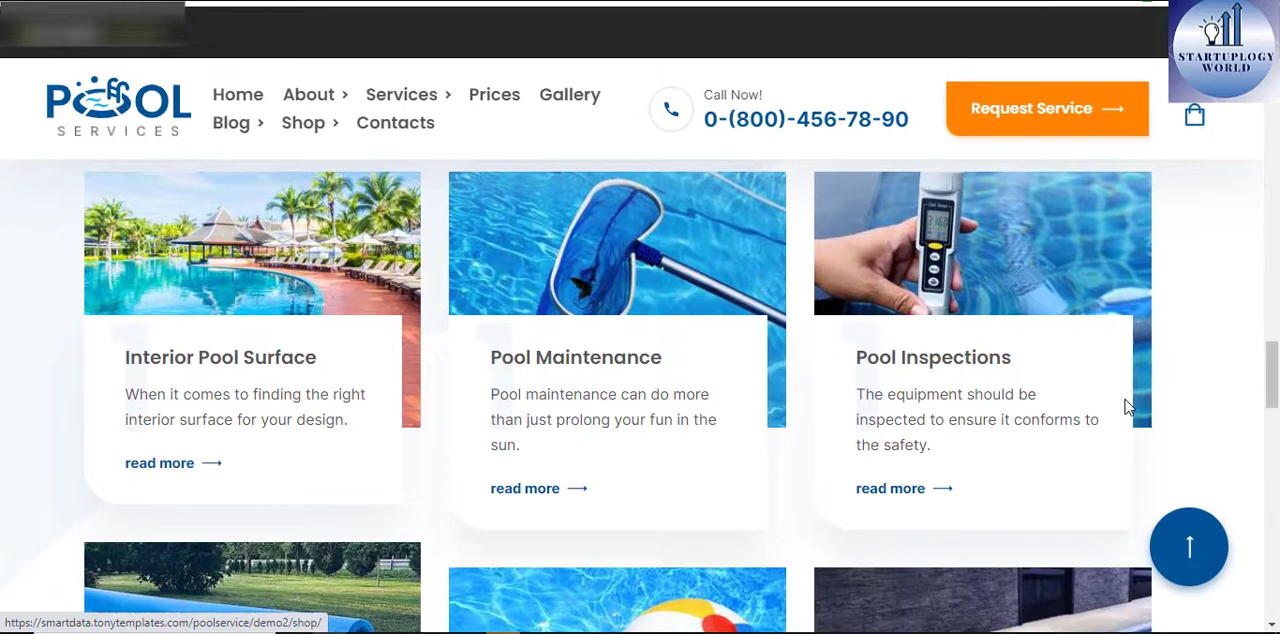 STARTUPLOGY
WORLD
POOL
SERVICES
Home About Services Prices Gallery
Blog Shop Contacts
Call Now!
0-(800)-456-78-90
Request Service
Interior Pool Surface
When it comes to finding the right
interior surface for your design.
read more
Pool Maintenance
Pool maintenance can do more
than just prolong your fun in the
sun.
read more
Pool Inspections
The equipment should be
inspected to ensure it conforms to
the safety.
read more
https://smartdata.tonytemplates.com/poolservice/demo2/shop/